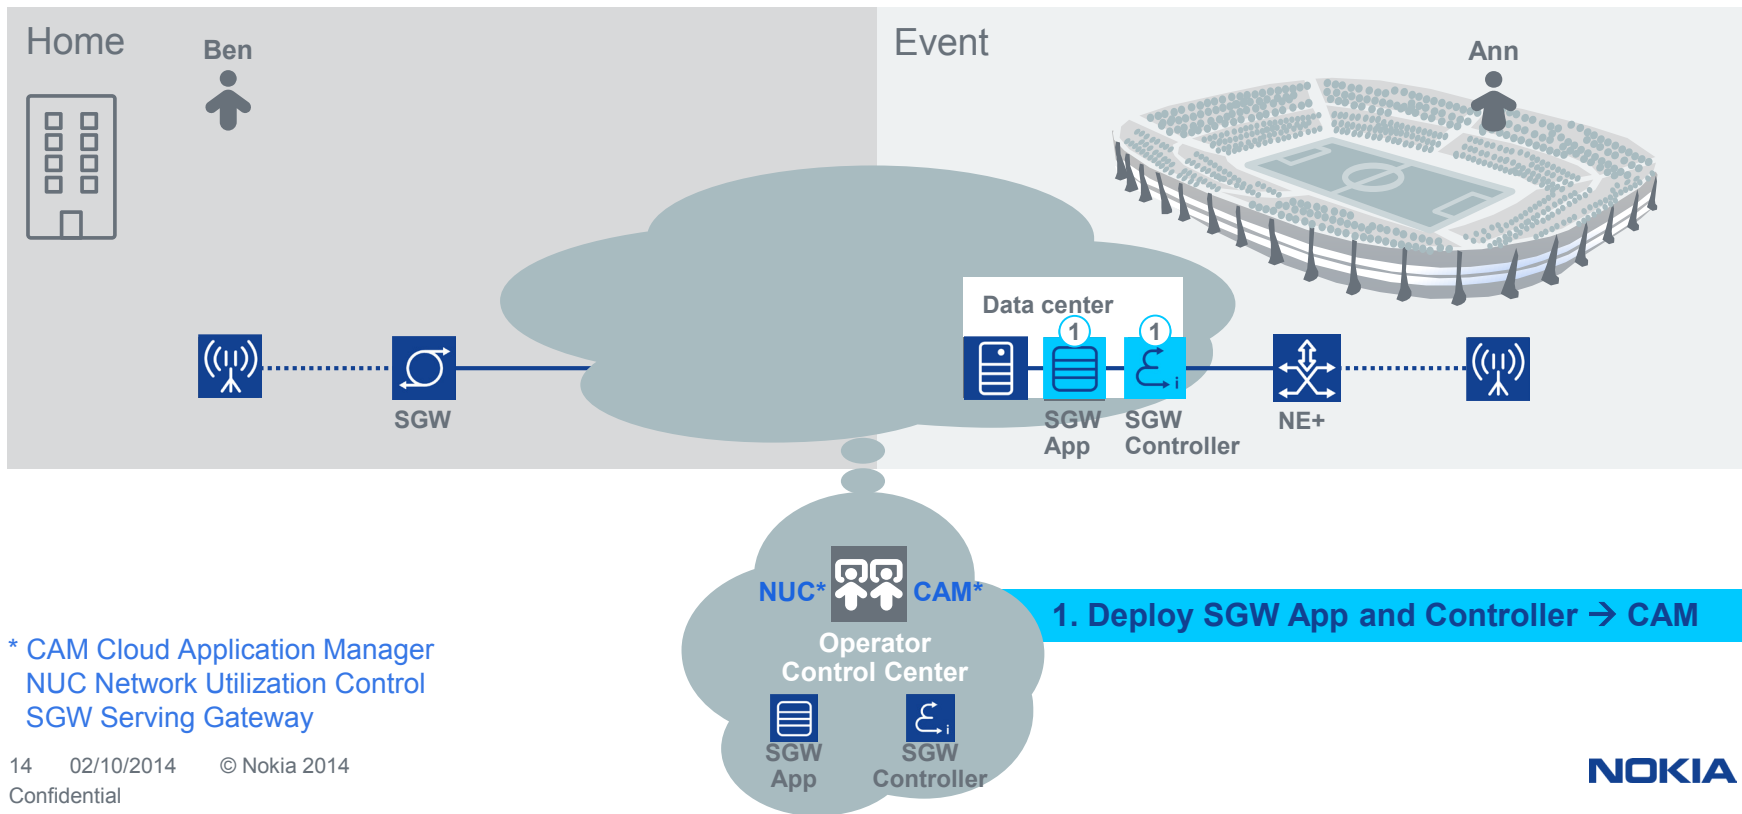 Home
Ben
Event
Ann
Data center
1
1
SGW
SGW
App
SGW
Controller
NE+
NUC*
CAM*
Operator
Control Center
SGW
App
SGW
Controller
1. Deploy SGW App and Controller → CAM
* CAM Cloud Application Manager
NUC Network Utilization Control
SGW Serving Gateway
14 02/10/2014 © Nokia 2014
Confidential
NOKIA